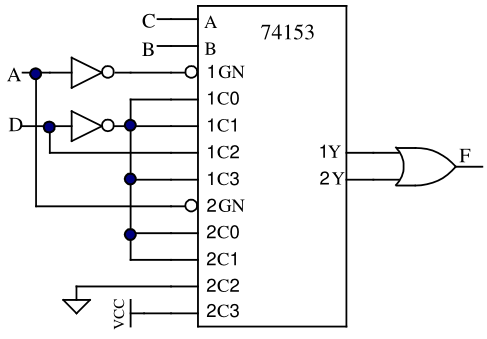 C
A
74153
B
B
A
1GN
1C0
D
1C1
1C2
1Y
F
1C3
2Y
2GN
2C0
2C1
2C2
2C3
VCC